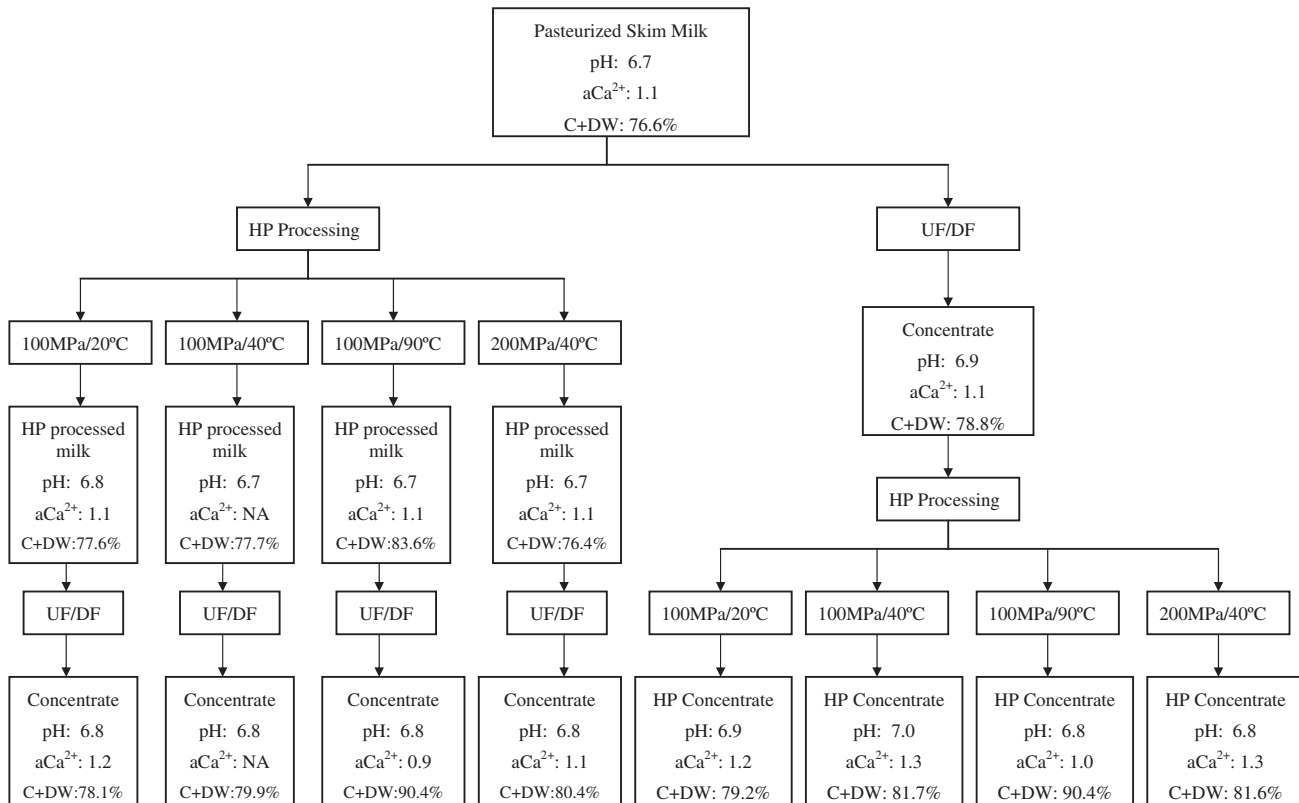 Pasteurized Skim Milk
pH: 6.7
aCa²⁺: 1.1
C+DW: 76.6%
HP Processing
UF/DF
100MPa/20ºC
100MPa/40ºC
100MPa/90ºC
200MPa/40ºC
HP processed
milk
pH: 6.8
aCa²⁺: 1.1
C+DW:77.6%
HP processed
milk
pH: 6.7
aCa²⁺: NA
C+DW:77.7%
HP processed
milk
pH: 6.7
aCa²⁺: 1.1
C+DW:83.6%
HP processed
milk
pH: 6.7
aCa²⁺: 1.1
C+DW:76.4%
UF/DF
UF/DF
UF/DF
UF/DF
Concentrate
pH: 6.8
aCa²⁺: 1.2
C+DW:78.1%
Concentrate
pH: 6.8
aCa²⁺: NA
C+DW:79.9%
Concentrate
pH: 6.8
aCa²⁺: 0.9
C+DW:90.4%
Concentrate
pH: 6.8
aCa²⁺: 1.1
C+DW:80.4%
Concentrate
pH: 6.9
aCa²⁺: 1.1
C+DW: 78.8%
HP Processing
100MPa/20ºC
100MPa/40ºC
100MPa/90ºC
200MPa/40ºC
HP Concentrate
pH: 6.9
aCa²⁺: 1.2
C+DW: 79.2%
HP Concentrate
pH: 7.0
aCa²⁺: 1.3
C+DW: 81.7%
HP Concentrate
pH: 6.8
aCa²⁺: 1.0
C+DW: 90.4%
HP Concentrate
pH: 6.8
aCa²⁺: 1.3
C+DW: 81.6%